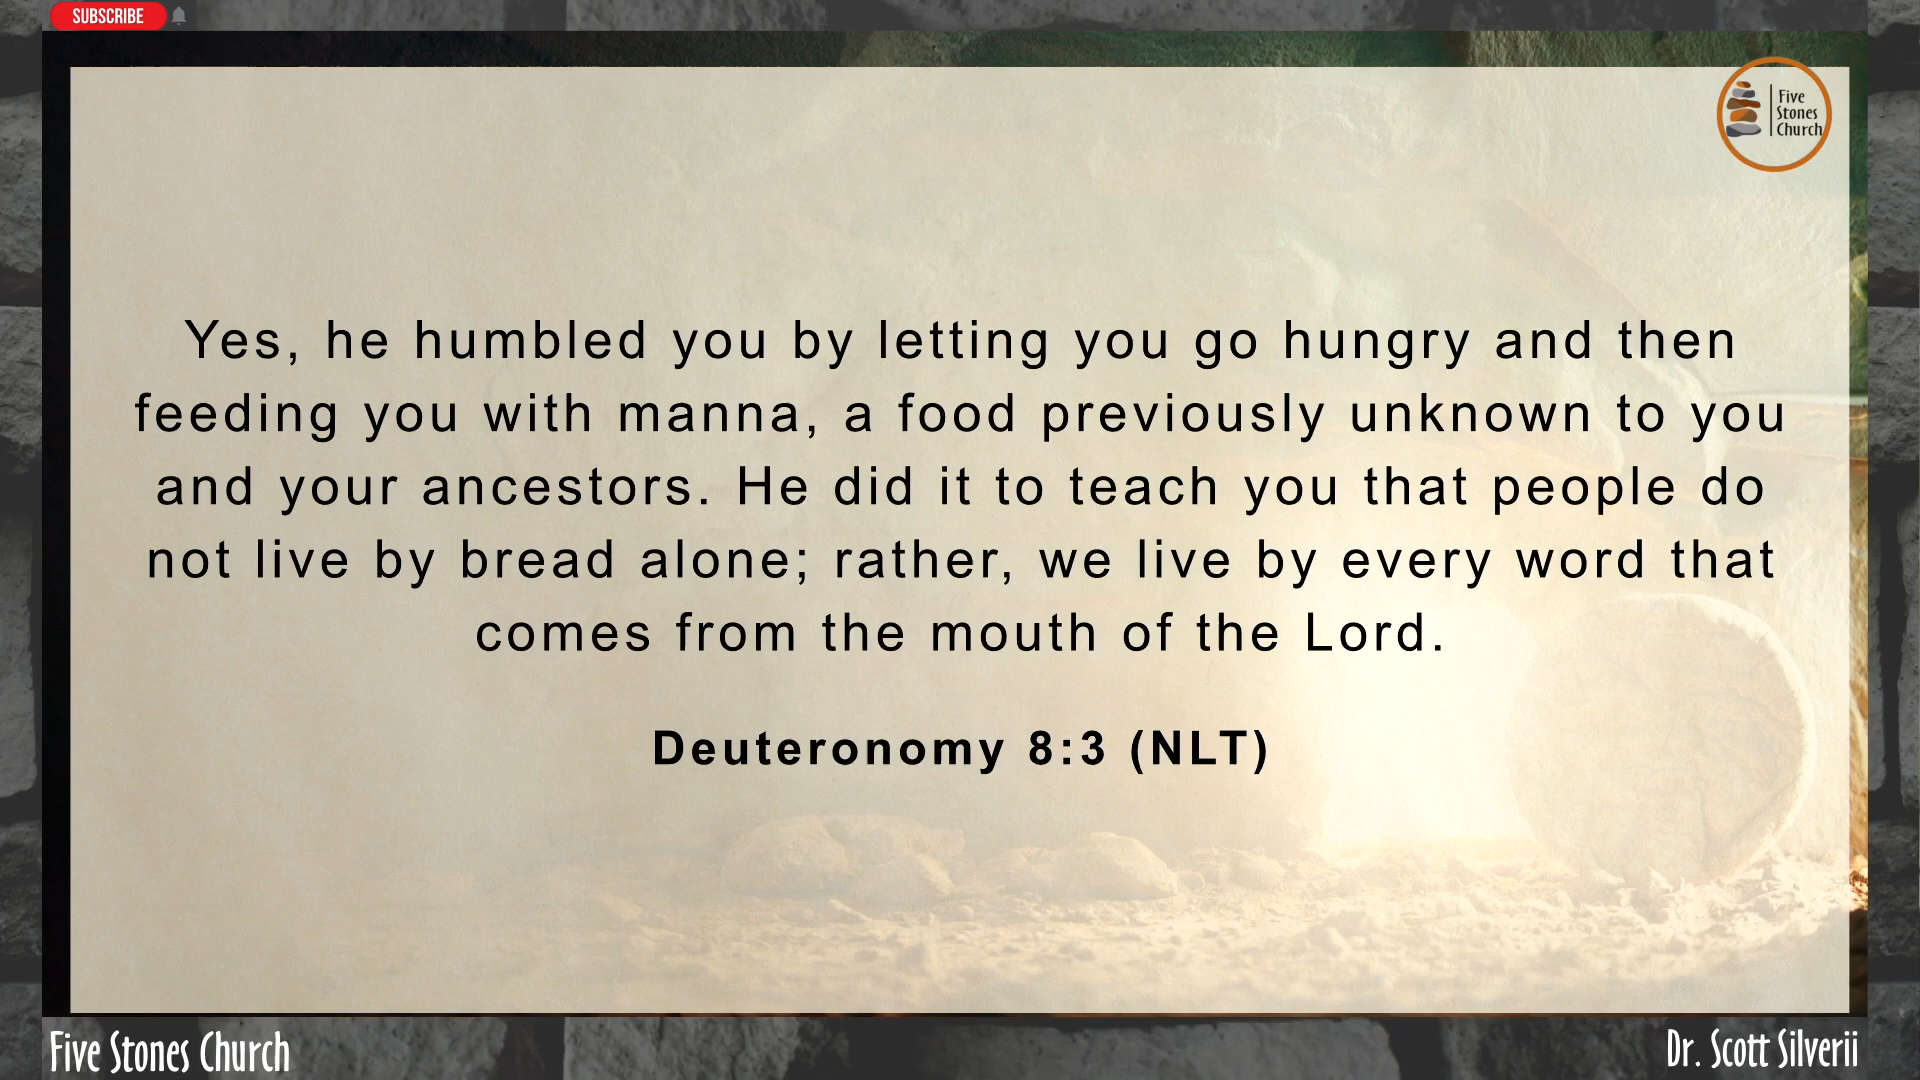 SUBSCRIBE
Five
Stones
Church
Yes, he humbled you by letting you go hungry and then
feeding you with manna, a food previously unknown to you
and your ancestors. He did it to teach you that people do
not live by bread alone; rather, we live by every word that
comes from the mouth of the Lord.
Deuteronomy 8:3 (NLT)
Five Stones Church
Dr. Scott Silverii